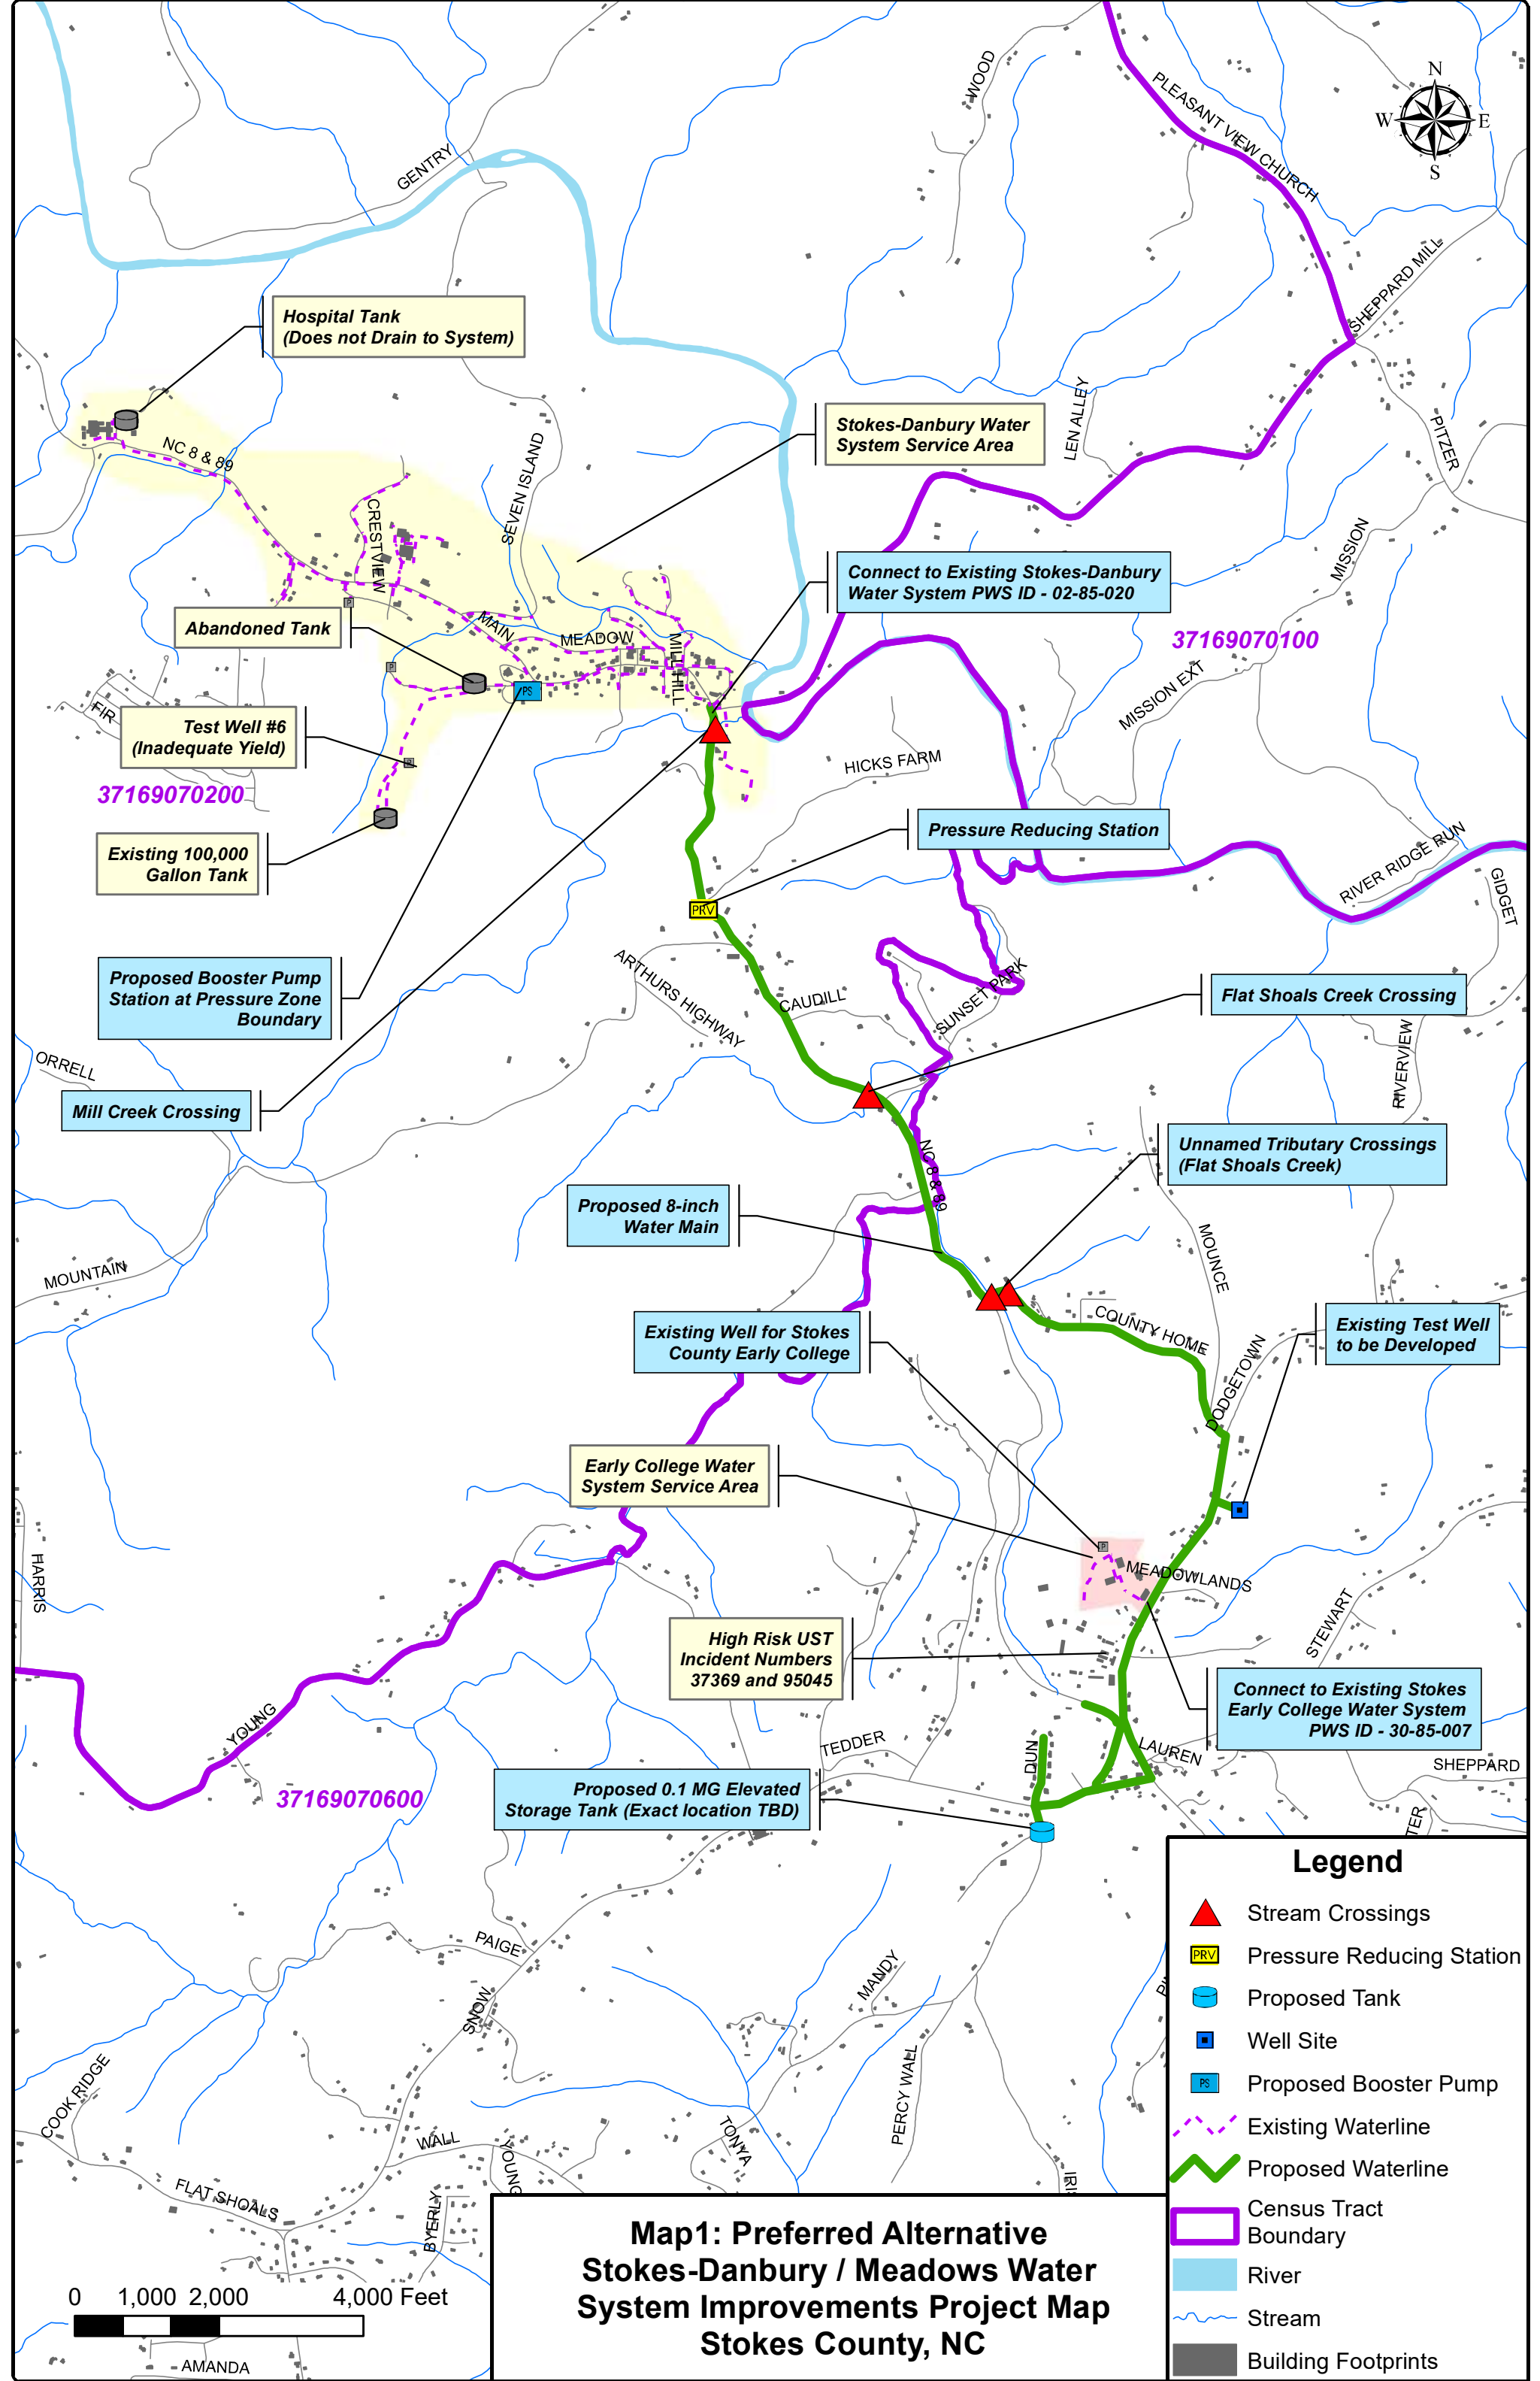 WOOD
PLEASANT VIEW CHURCH
N
W
E
S
GENTRY
SHEPPARD MILL
Hospital Tank
(Does not Drain to System)
LEN ALLEY
Stokes-Danbury Water
System Service Area
PITZER
NC 8 & 89
SEVEN ISLAND
CRESTVIEW
MISSION
Connect to Existing Stokes-Danbury
Water System PWS ID - 02-85-020
P
Abandoned Tank
MAIN
MEADOW
MILL HILL
37169070100
P
PS
MISSION EXT
FIR
Test Well #6
(Inadequate Yield)
P
HICKS FARM
37169070200
Pressure Reducing Station
Existing 100,000
Gallon Tank
RIVER RIDGE RUN
GIDGET
PRV
ARTHURS HIGHWAY
Proposed Booster Pump
Station at Pressure Zone
Boundary
CAUDILL
SUNSET PARK
Flat Shoals Creek Crossing
ORRELL
RIVERVIEW
Mill Creek Crossing
NC 8 & 89
Unnamed Tributary Crossings
(Flat Shoals Creek)
Proposed 8-inch
Water Main
MOUNCE
MOUNTAIN
COUNTY HOME
Existing Well for Stokes
County Early College
Existing Test Well
to be Developed
DODGETOWN
Early College Water
System Service Area
P
HARRIS
MEADOWLANDS
STEWART
High Risk UST
Incident Numbers
37369 and 95045
Connect to Existing Stokes
Early College Water System
PWS ID - 30-85-007
YOUNG
TEDDER
DUN
LAUREN
SHEPPARD
37169070600
Proposed 0.1 MG Elevated
Storage Tank (Exact location TBD)
TER
PAIGE
SNOW
MANDY
COOK RIDGE
PERCY WALL
TONYA
WALL
YOUNG
IRIS
FLAT SHOALS
BYERLY
AMANDA
0 1,000 2,000 4,000 Feet
Map1: Preferred Alternative
Stokes-Danbury / Meadows Water
System Improvements Project Map
Stokes County, NC
Legend
Stream Crossings
PRV Pressure Reducing Station
Proposed Tank
Well Site
PS Proposed Booster Pump
Existing Waterline
Proposed Waterline
Census Tract
Boundary
River
Stream
Building Footprints